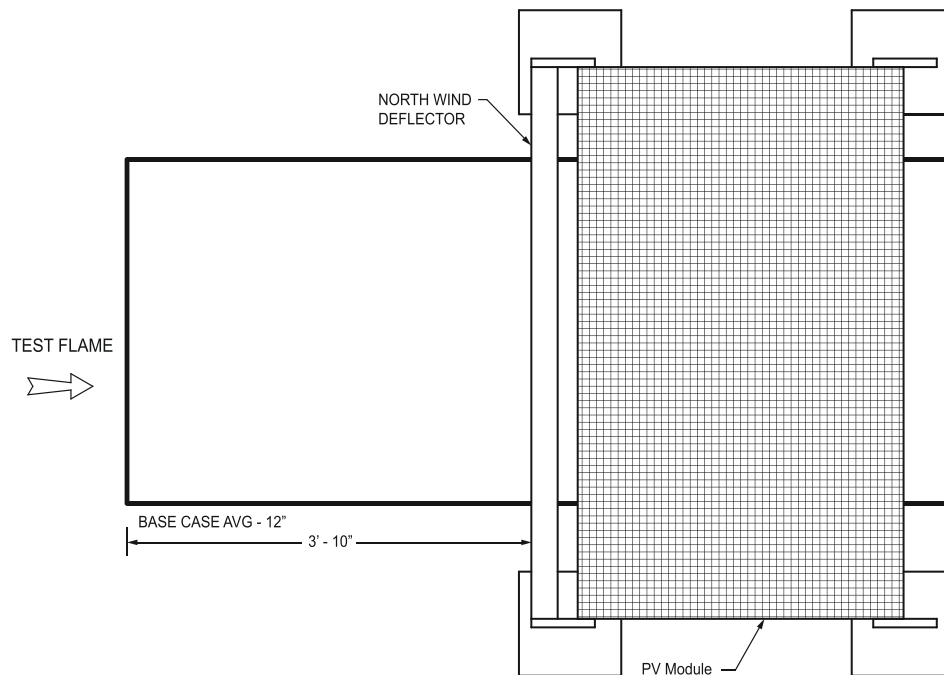 NORTH WIND
DEFLECTOR
TEST FLAME
BASE CASE AVG - 12”
3’ - 10”
PV Module